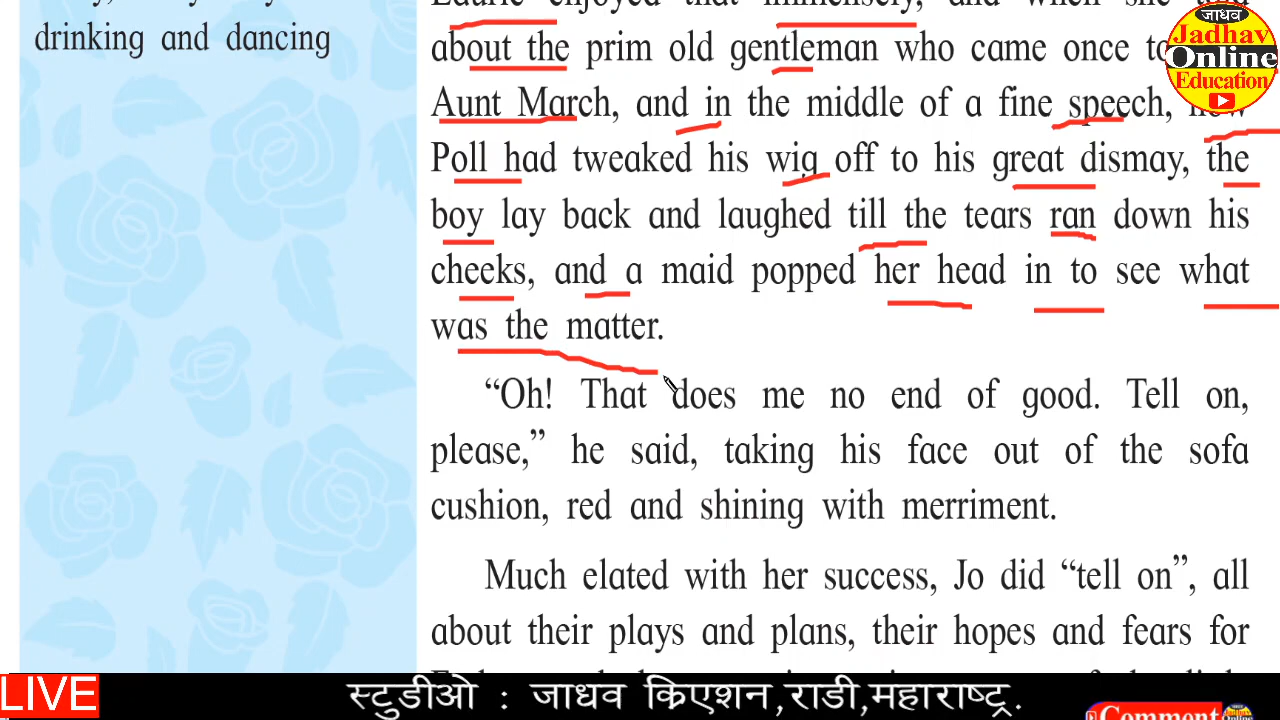 drinking and dancing
about the prim old gentleman who came once to
Aunt March, and in the middle of a fine speech, how
Poll had tweaked his wig off to his great dismay, the
boy lay back and laughed till the tears ran down his
cheeks, and a maid popped her head in to see what
was the matter.
“Oh! That does me no end of good. Tell on,
please,” he said, taking his face out of the sofa
cushion, red and shining with merriment.
Much elated with her success, Jo did “tell on”, all
about their plays and plans, their hopes and fears for
जाधव
Jadhav
Online
Education
LIVE
स्टुडीओ : जाधव क्रिएशन,राडी,महाराष्ट्र.
Comment